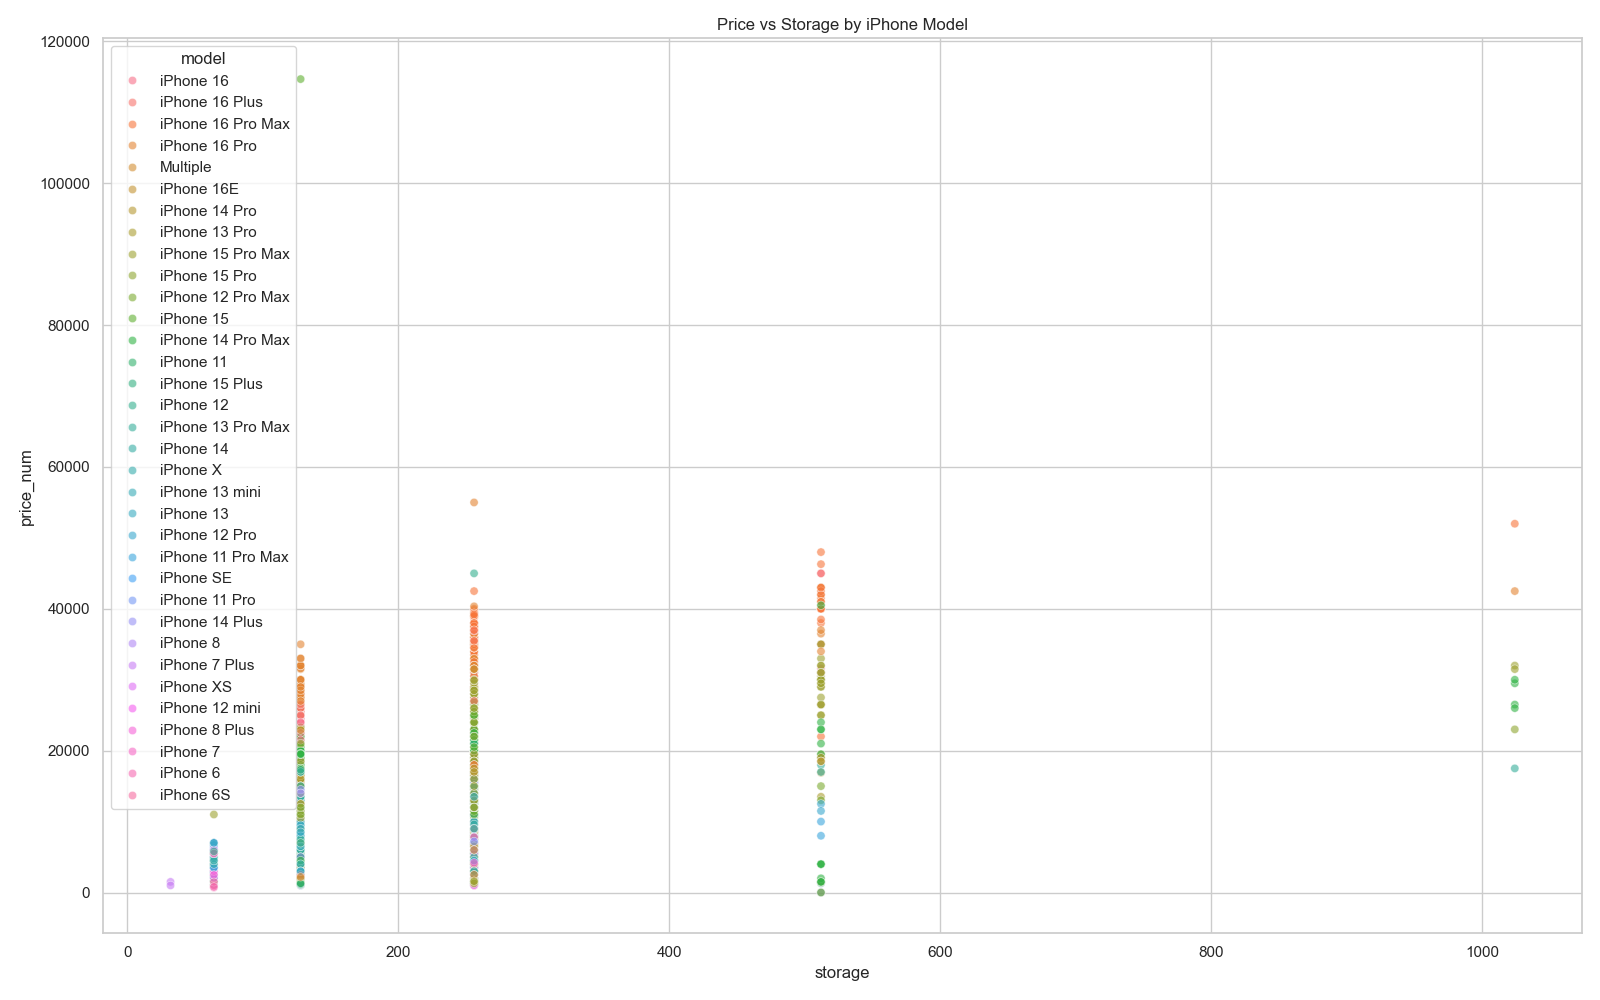 Price vs Storage by iPhone Model
120000
100000
80000
60000
40000
20000
0
price_num
model
iPhone 16
iPhone 16 Plus
iPhone 16 Pro Max
iPhone 16 Pro
Multiple
iPhone 16E
iPhone 14 Pro
iPhone 13 Pro
iPhone 15 Pro Max
iPhone 15 Pro
iPhone 12 Pro Max
iPhone 15
iPhone 14 Pro Max
iPhone 11
iPhone 15 Plus
iPhone 12
iPhone 13 Pro Max
iPhone 14
iPhone X
iPhone 13 mini
iPhone 13
iPhone 12 Pro
iPhone 11 Pro Max
iPhone SE
iPhone 11 Pro
iPhone 14 Plus
iPhone 8
iPhone 7 Plus
iPhone XS
iPhone 12 mini
iPhone 8 Plus
iPhone 7
iPhone 6
iPhone 6S
0 200 400 600 800 1000
storage